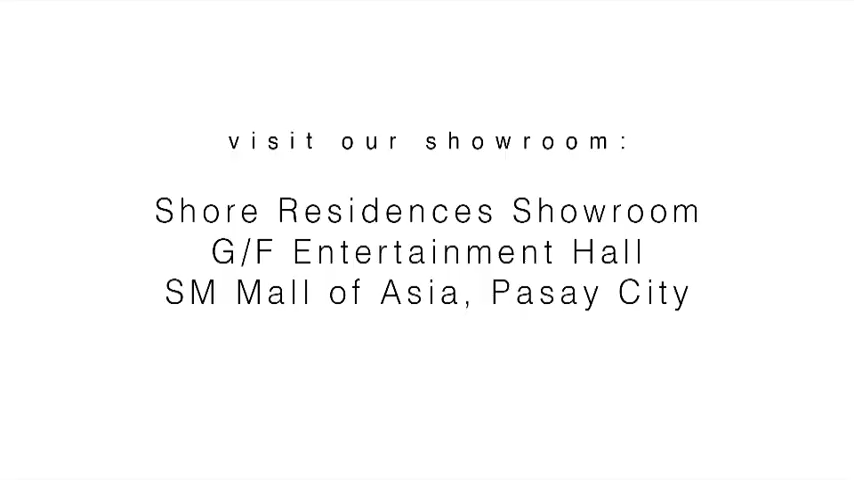 visit our showroom:
Shore Residences Showroom
G/F Entertainment Hall
SM Mall of Asia, Pasay City